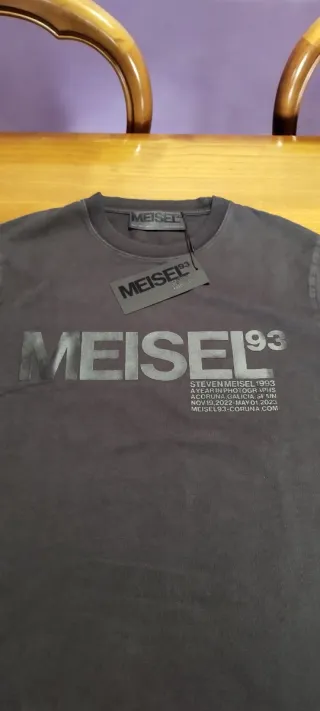 MEISEL
MEISEL93
MEISEL93
STEVEN MEISEL 1993
A YEAR IN PHOTOGRAPHS
A CORUÑA, GALICIA, SPAIN
NOV.19.2022-MAY.01.2023
MEISEL93-CORUNA.COM